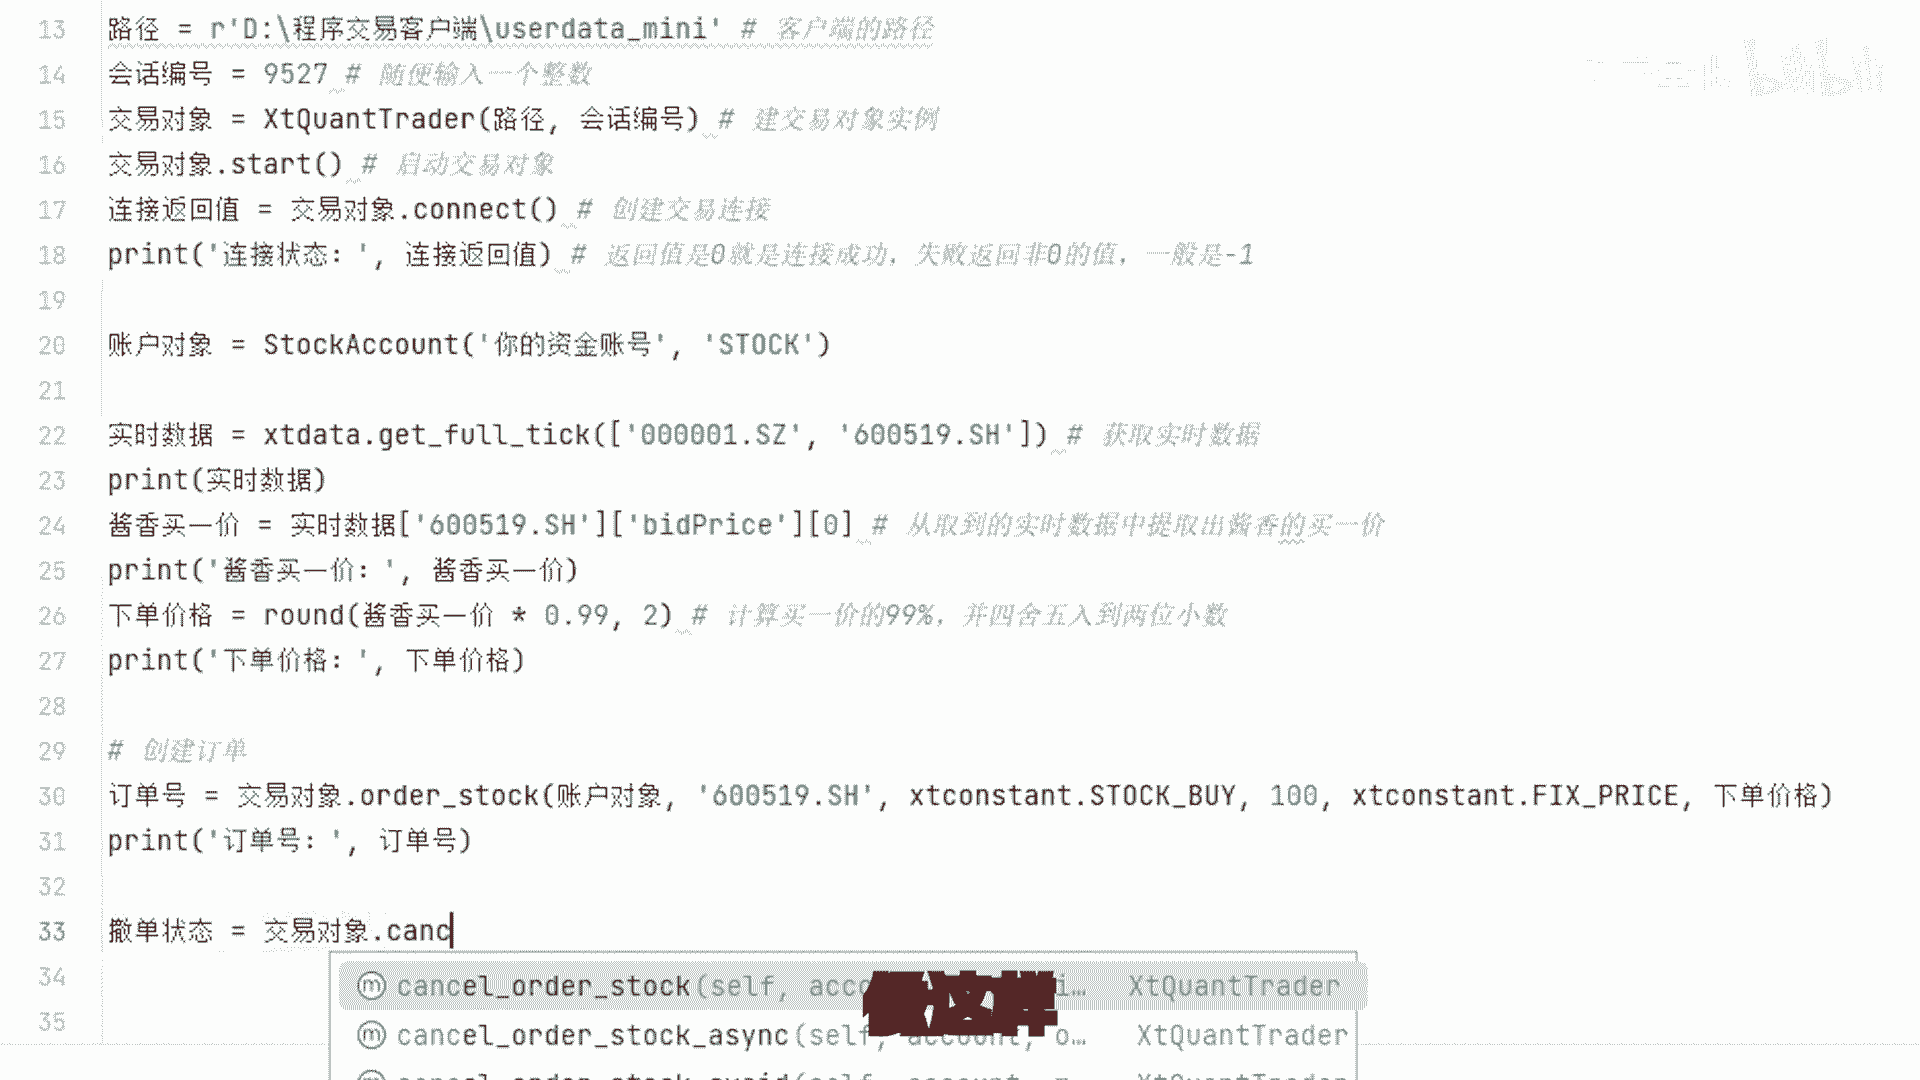 13 路径 = r'D:\程序交易客户端\userdata_mini' # 客户端的路径
14 会话编号 = 9527 # 随便输入一个整数
15 交易对象 = XtQuantTrader(路径, 会话编号) # 建交易对象实例
16 交易对象.start() # 启动交易对象
17 连接返回值 = 交易对象.connect() # 创建交易连接
18 print('连接状态：', 连接返回值) # 返回值是0就是连接成功，失败返回非0的值，一般是-1
19
20 账户对象 = StockAccount('你的资金账号', 'STOCK')
21
22 实时数据 = xtdata.get_full_tick(['000001.SZ', '600519.SH']) # 获取实时数据
23 print(实时数据)
24 酱香买一价 = 实时数据['600519.SH']['bidPrice'][0] # 从取到的实时数据中提取出酱香的买一价
25 print('酱香买一价：', 酱香买一价)
26 下单价格 = round(酱香买一价 * 0.99, 2) # 计算买一价的99%，并四舍五入到两位小数
27 print('下单价格：', 下单价格)
28
29 # 创建订单
30 订单号 = 交易对象.order_stock(账户对象, '600519.SH', xtconstant.STOCK_BUY, 100, xtconstant.FIX_PRICE, 下单价格)
31 print('订单号：', 订单号)
32
33 撤单状态 = 交易对象.canc
34 m cancel_order_stock(self, acco i… XtQuantTrader
35 m cancel_order_stock_async(self, account, o… XtQuantTrader
bilibili